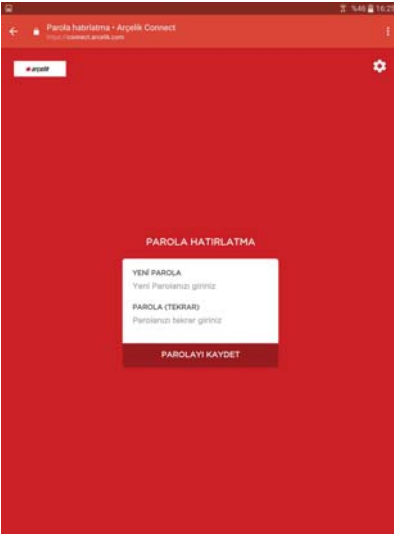 %46 16:25
Parola hatırlatma • Arçelik Connect
https://connect.arcelik.com
arçelik
PAROLA HATIRLATMA
YENİ PAROLA
Yeni Parolanızı giriniz
PAROLA (TEKRAR)
Parolanızı tekrar giriniz
PAROLAYI KAYDET